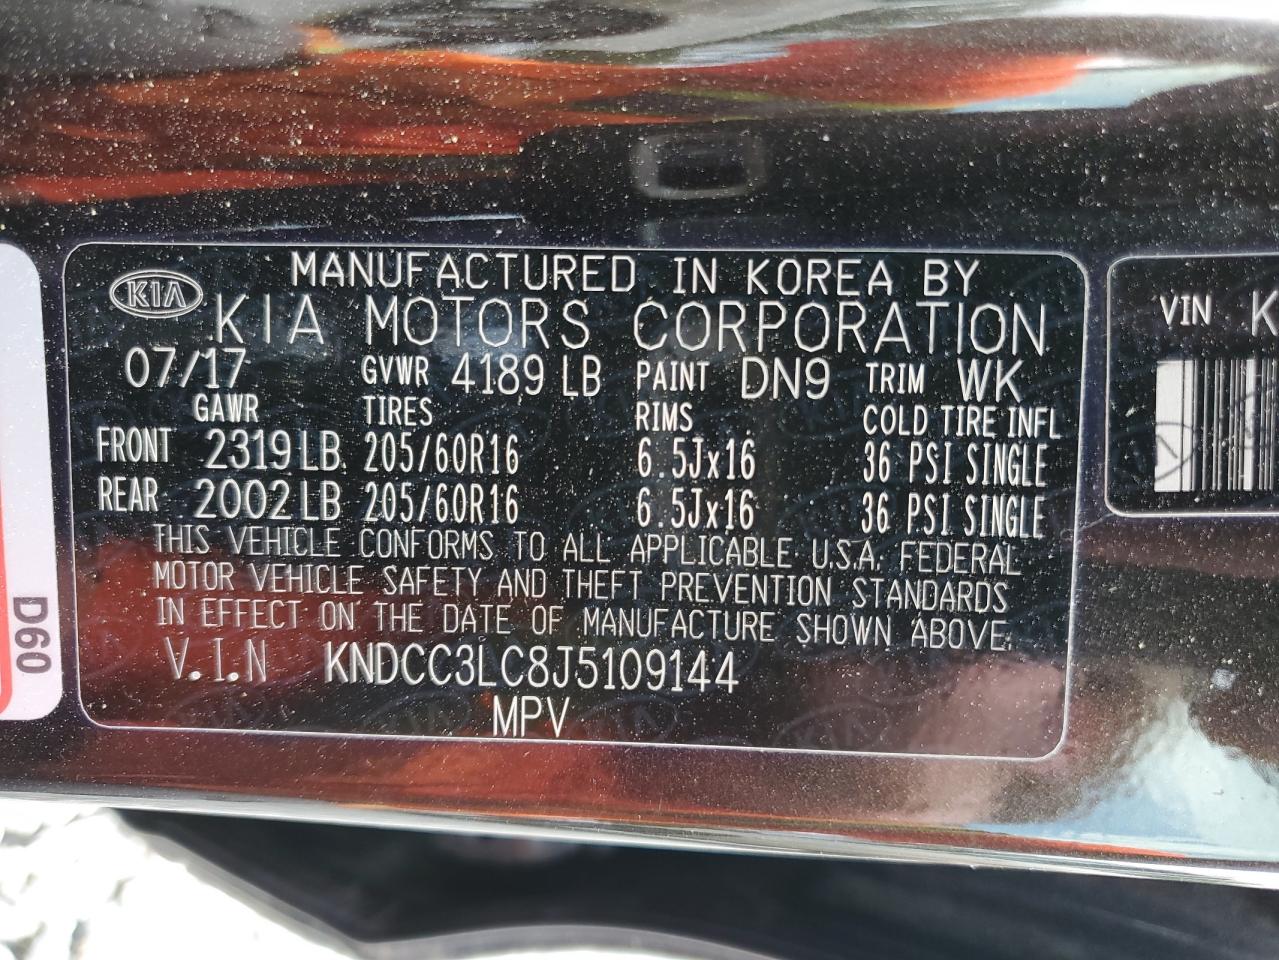 MANUFACTURED IN KOREA BY
KIA KIA MOTORS CORPORATION
07/17 GVWR 4189 LB PAINT DN9 TRIM WK
GAWR TIRES RIMS COLD TIRE INFL
FRONT 2319 LB 205/60R16 6.5Jx16 36 PSI SINGLE
REAR 2002 LB 205/60R16 6.5Jx16 36 PSI SINGLE
THIS VEHICLE CONFORMS TO ALL APPLICABLE U.S.A. FEDERAL
MOTOR VEHICLE SAFETY AND THEFT PREVENTION STANDARDS
IN EFFECT ON THE DATE OF MANUFACTURE SHOWN ABOVE.
V.I.N KNDCC3LC8J5109144
MPV
VIN K
D60